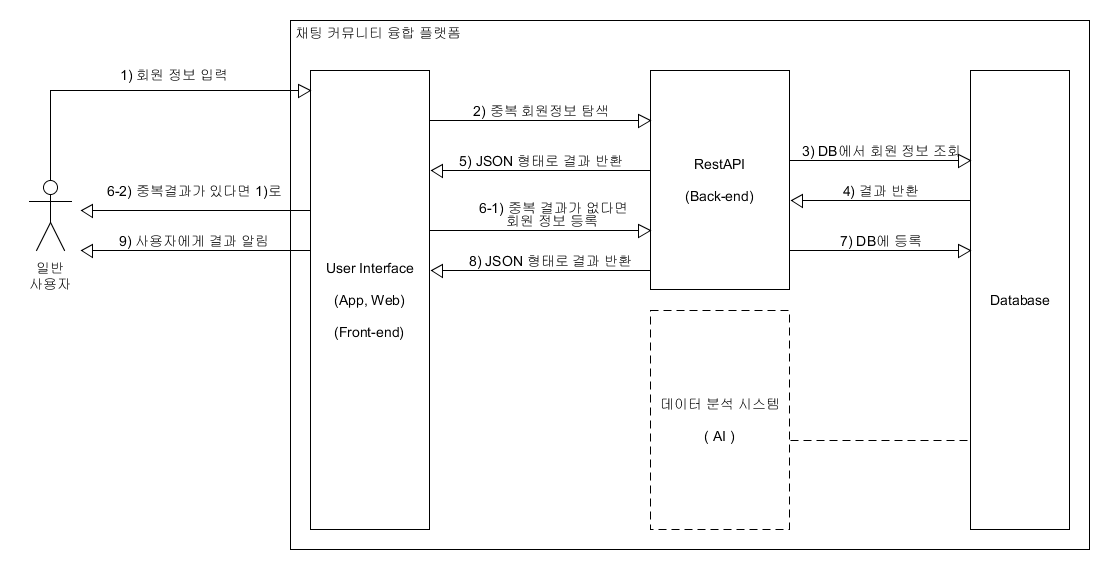 채팅 커뮤니티 융합 플랫폼
1) 회원 정보 입력
2) 중복 회원정보 탐색
3) DB에서 회원 정보 조회
5) JSON 형태로 결과 반환
RestAPI
(Back-end)
4) 결과 반환
6-2) 중복결과가 있다면 1)로
6-1) 중복 결과가 없다면
회원 정보 등록
9) 사용자에게 결과 알림
7) DB에 등록
8) JSON 형태로 결과 반환
일반
사용자
User Interface
(App, Web)
(Front-end)
Database
데이터 분석 시스템
( AI )